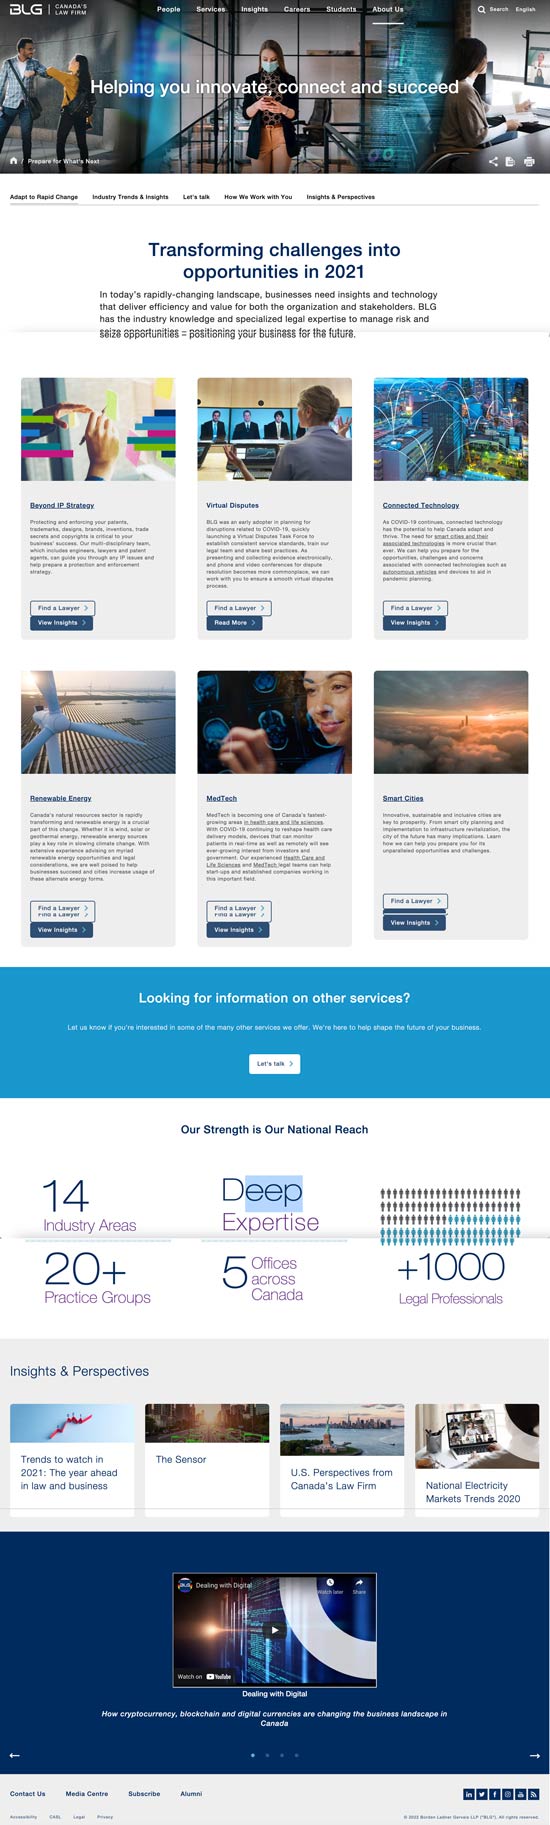 BLG | CANADA'S
LAW FIRM
People Services Insights Careers Students About Us
Search English
Helping you innovate, connect and succeed
/ Prepare for What's Next
Adapt to Rapid Change Industry Trends & Insights Let's talk How We Work with You Insights & Perspectives
Transforming challenges into
opportunities in 2021
In today's rapidly-changing landscape, businesses need insights and technology
that deliver efficiency and value for both the organization and stakeholders. BLG
has the industry knowledge and specialized legal expertise to manage risk and
seize opportunities = positioning your business for the future.
Beyond IP Strategy
Protecting and enforcing your patents,
trademarks, designs, brands, inventions, trade
secrets and copyrights is critical to your
business' success. Our multi-disciplinary team,
which includes engineers, lawyers and patent
agents, can guide you through any IP issues and
help prepare a protection and enforcement
strategy.
Find a Lawyer
View Insights
Virtual Disputes
BLG was an early adopter in planning for
disruptions related to COVID-19, quickly
launching a Virtual Disputes Task Force to
establish consistent service standards, train our
legal team and share best practices. As
presenting and collecting evidence electronically,
and phone and video conferences for dispute
resolution becomes more commonplace, we can
work with you to ensure a smooth virtual disputes
process.
Find a Lawyer
Read More
Connected Technology
As COVID-19 continues, connected technology
has the potential to help Canada adapt and
thrive. The need for smart cities and their
associated technologies is more crucial than
ever. We can help you prepare for the
opportunities, challenges and concerns
associated with connected technologies such as
autonomous vehicles and devices to aid in
pandemic planning.
Find a Lawyer
View Insights
Renewable Energy
Canada's natural resources sector is rapidly
transforming and renewable energy is a crucial
part of this change. Whether it is wind, solar or
geothermal energy, renewable energy sources
play a key role in slowing climate change. With
extensive experience advising on myriad
renewable energy opportunities and legal
considerations, we are well poised to help
businesses succeed and cities increase usage of
these alternate energy forms.
Find a Lawyer
Find a Lawyer
View Insights
MedTech
MedTech is becoming one of Canada's fastest-
growing areas in health care and life sciences.
With COVID-19 continuing to reshape health care
delivery models, devices that can monitor
patients in real-time as well as remotely will see
ever-growing interest from investors and
government. Our experienced Health Care and
Life Sciences and MedTech legal teams can help
start-ups and established companies working in
this important field.
Find a Lawyer
Find a Lawyer
View Insights
Smart Cities
Innovative, sustainable and inclusive cities are
key to prosperity. From smart city planning and
implementation to infrastructure revitalization, the
city of the future has many implications. Learn
how we can help you prepare you for its
unparalleled opportunities and challenges.
Find a Lawyer
View Insights
Looking for information on other services?
Let us know if you're interested in some of the many other services we offer. We're here to help shape the future of your business.
Let's talk
Our Strength is Our National Reach
14
Industry Areas
Deep
Expertise
20+
Practice Groups
5 Offices
across
Canada
+1000
Legal Professionals
Insights & Perspectives
Trends to watch in
2021: The year ahead
in law and business
The Sensor
U.S. Perspectives from
Canada's Law Firm
National Electricity
Markets Trends 2020
BLG Dealing with Digital
Watch later Share
Watch on YouTube
Dealing with Digital
How cryptocurrency, blockchain and digital currencies are changing the business landscape in
Canada
Contact Us Media Centre Subscribe Alumni
Accessibility CASL Legal Privacy
© 2022 Borden Ladner Gervais LLP ("BLG"). All rights reserved.